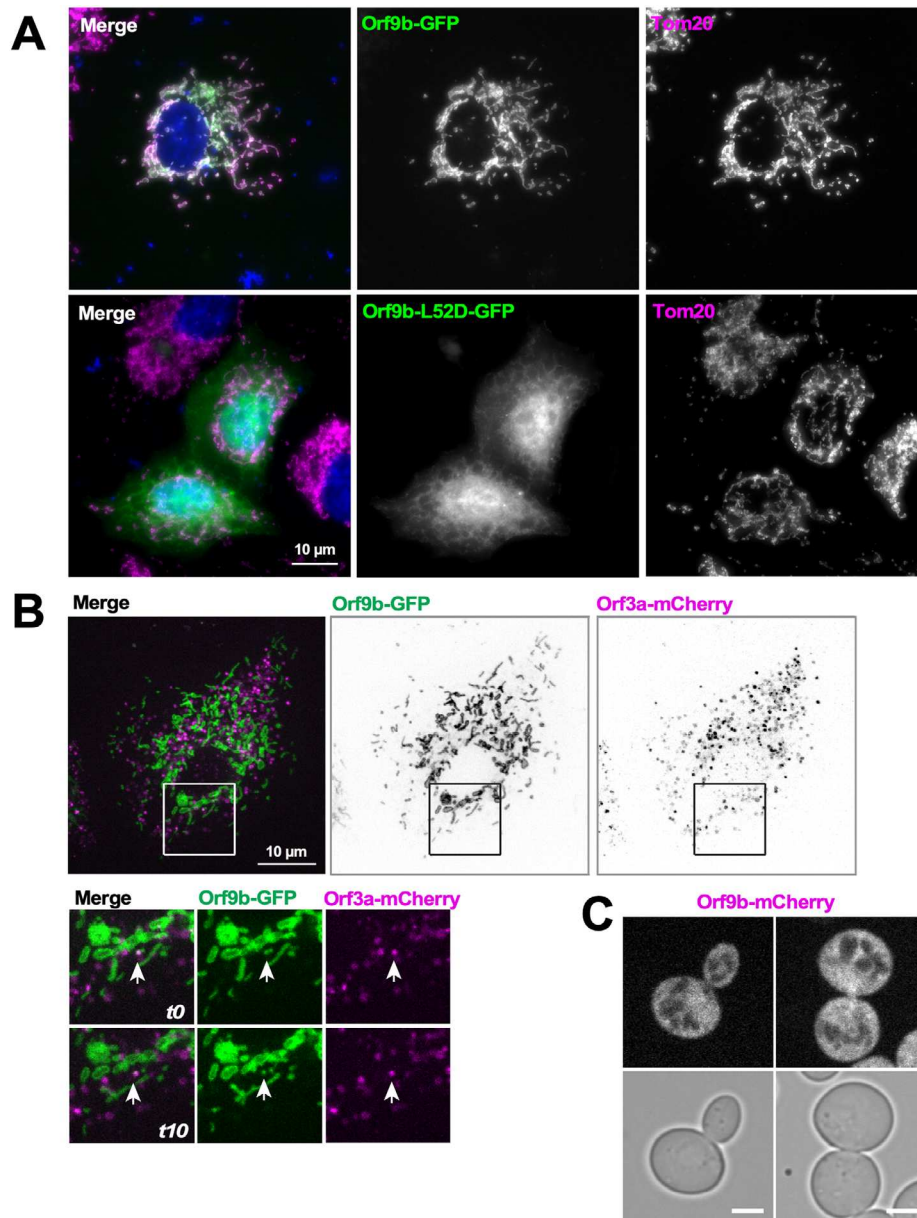 A
Merge
Orf9b-GFP
Tom20
Merge
Orf9b-L52D-GFP
Tom20
10 µm
B
Merge
Orf9b-GFP
Orf3a-mCherry
10 µm
Merge
Orf9b-GFP
Orf3a-mCherry
t0
t10
C
Orf9b-mCherry